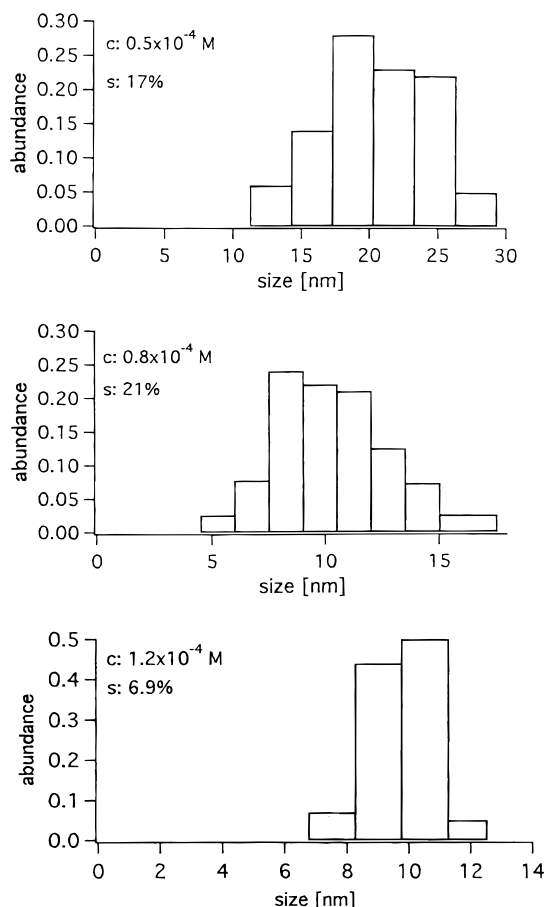 0.30
c: 0.5x10⁻⁴ M
0.25
s: 17%
0.20
0.15
0.10
0.05
0.00
abundance
0 5 10 15 20 25 30
size [nm]
0.30
c: 0.8x10⁻⁴ M
0.25
s: 21%
0.20
0.15
0.10
0.05
0.00
abundance
0 5 10 15
size [nm]
0.5
c: 1.2x10⁻⁴ M
0.4
s: 6.9%
0.3
0.2
0.1
0.0
abundance
0 2 4 6 8 10 12 14
size [nm]